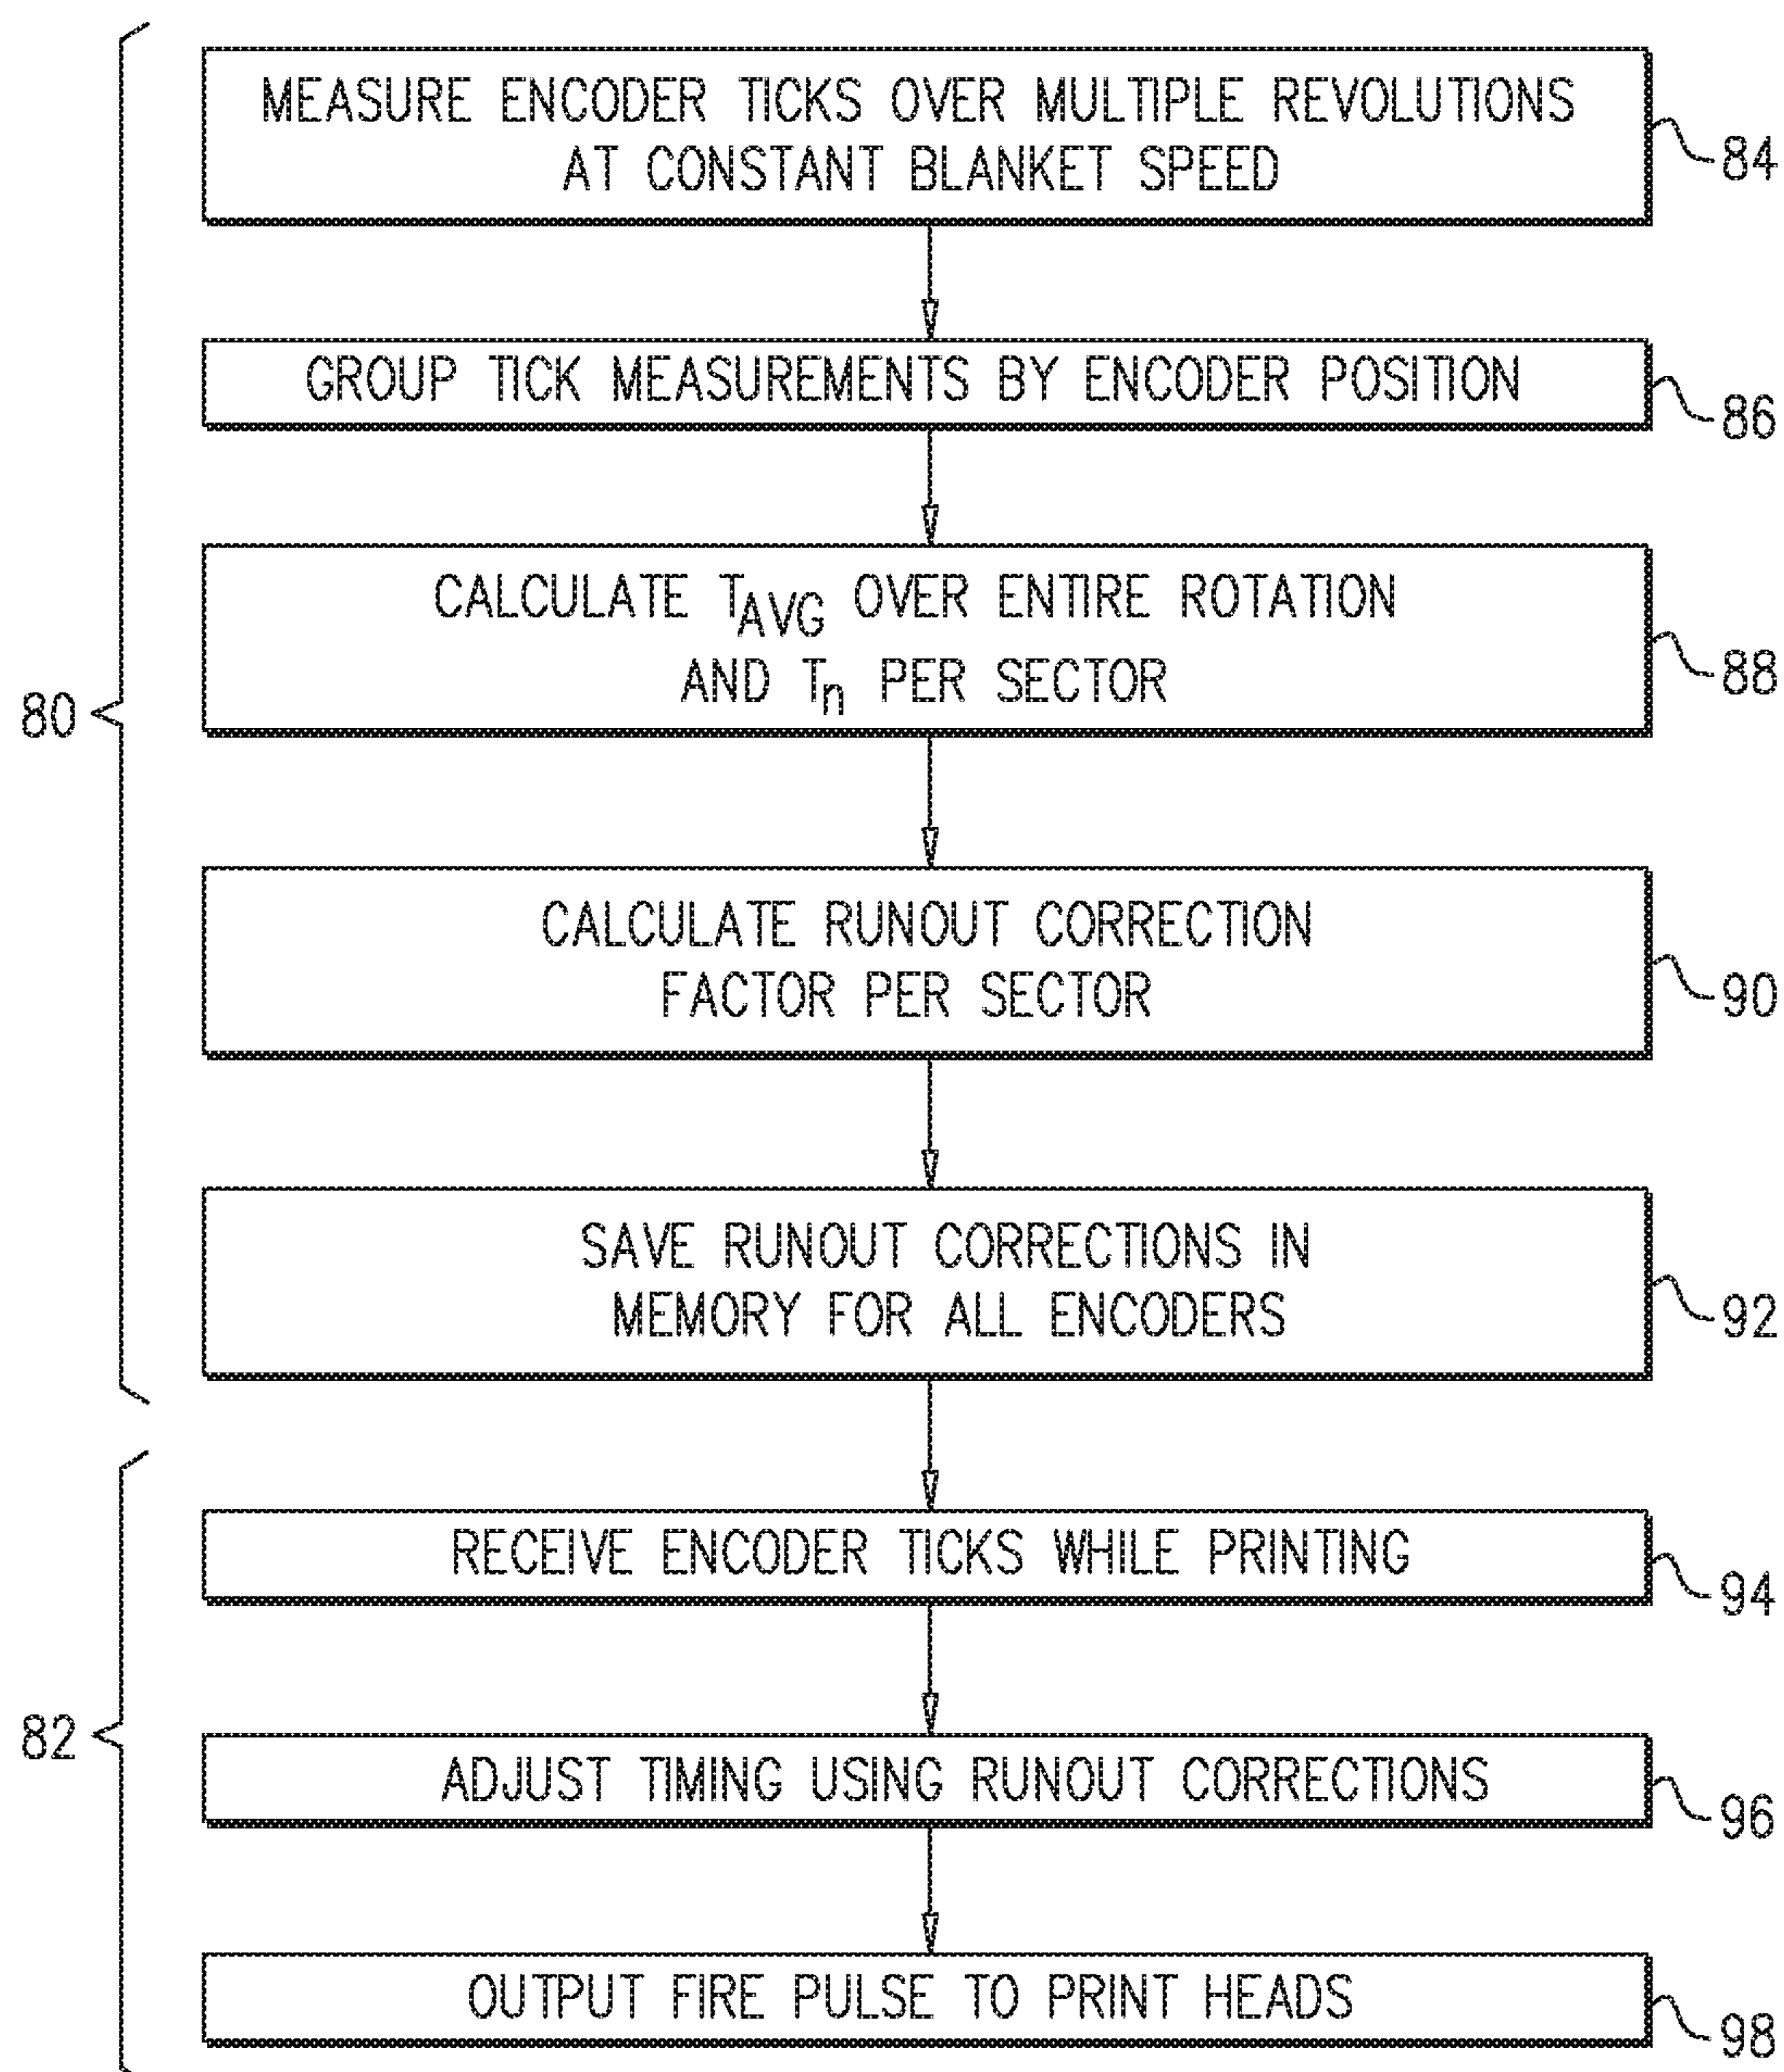 MEASURE ENCODER TICKS OVER MULTIPLE REVOLUTIONS
AT CONSTANT BLANKET SPEED
84
GROUP TICK MEASUREMENTS BY ENCODER POSITION
86
CALCULATE TAVG OVER ENTIRE ROTATION
AND Tn PER SECTOR
88
80
CALCULATE RUNOUT CORRECTION
FACTOR PER SECTOR
90
SAVE RUNOUT CORRECTIONS IN
MEMORY FOR ALL ENCODERS
92
RECEIVE ENCODER TICKS WHILE PRINTING
94
82
ADJUST TIMING USING RUNOUT CORRECTIONS
96
OUTPUT FIRE PULSE TO PRINT HEADS
98